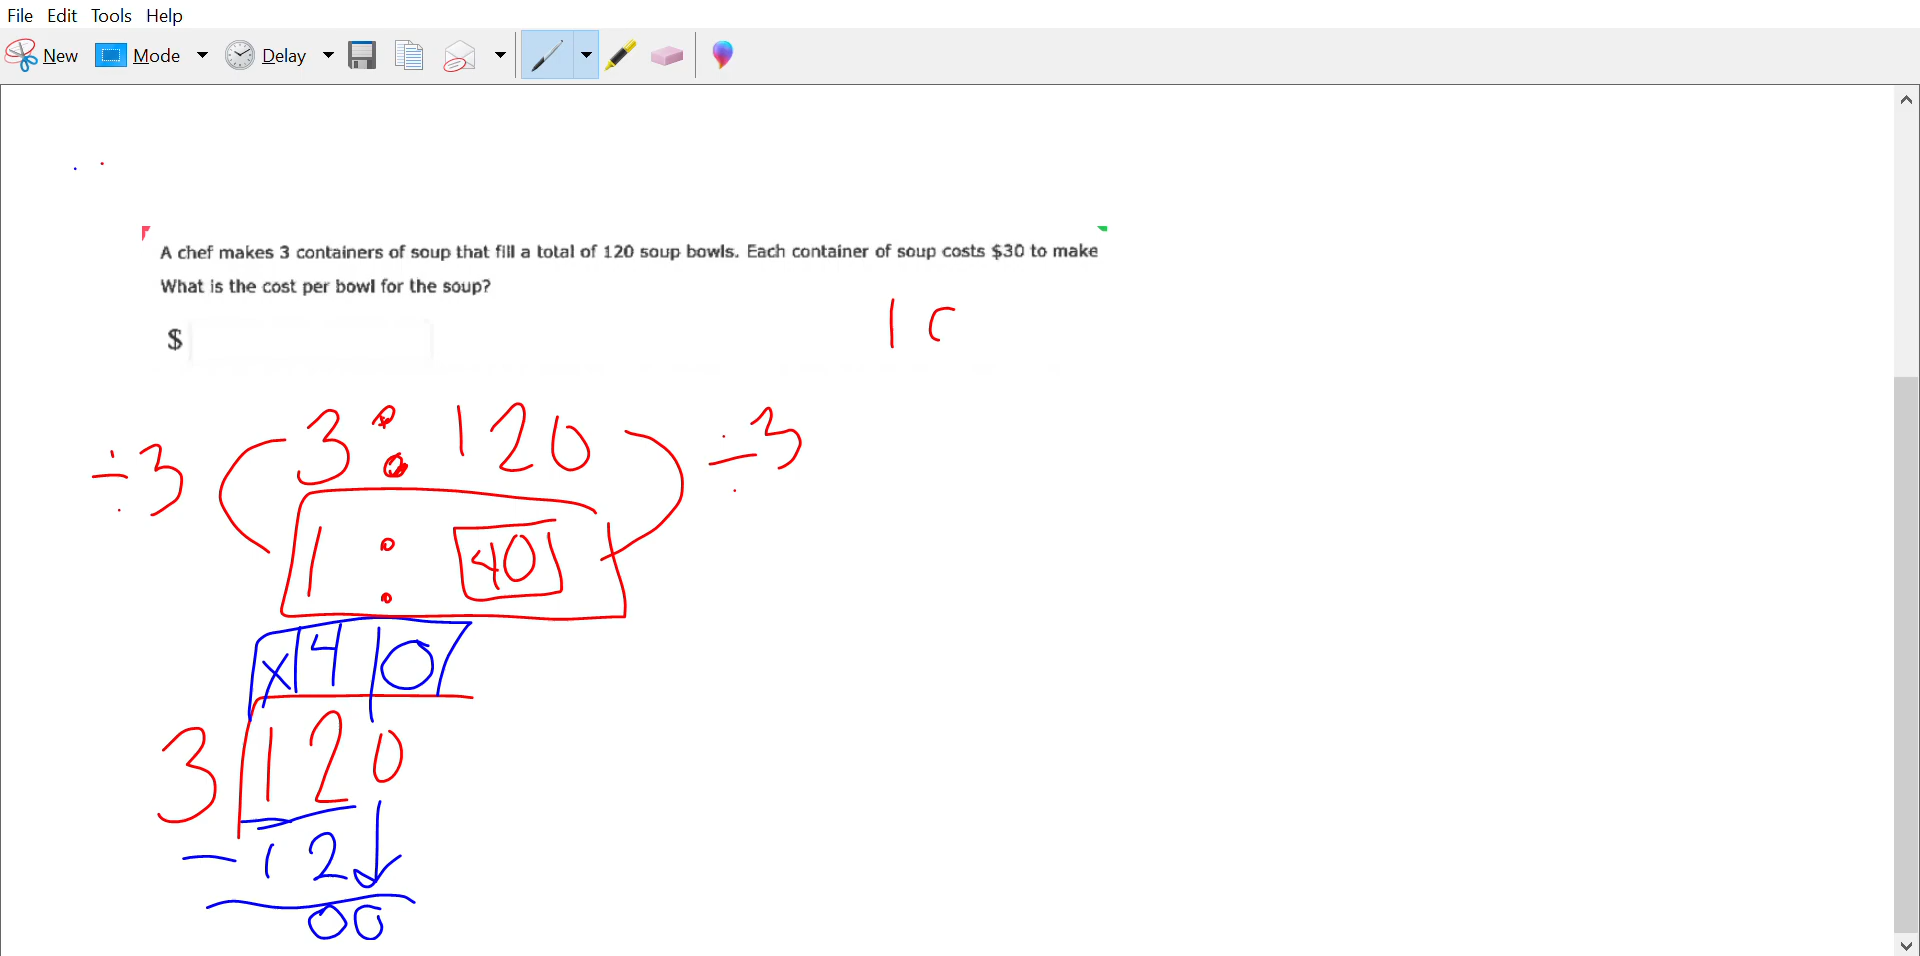 File Edit Tools Help
New Mode Delay
A chef makes 3 containers of soup that fill a total of 120 soup bowls. Each container of soup costs $30 to make
What is the cost per bowl for the soup?
$
1 c
÷3 3 : 120 ÷3
1 : 40
x 4 0
3 120
- 12
00